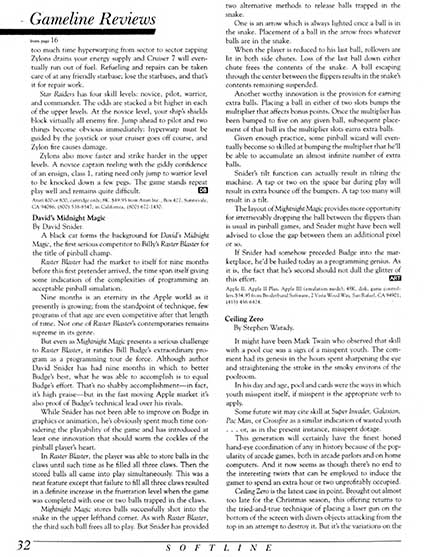 Gameline Reviews
from page 16
too much time hyperwarping from sector to sector zapping
Zylons drains your energy supply and Cruiser 7 will even-
tually run out of fuel. Refueling and repairs can be taken
care of at any friendly starbase; lose the starbases, and that's
it for repair work.
Star Raiders has four skill levels: novice, pilot, warrior,
and commander. The odds are stacked a bit higher in each
of the upper levels. At the novice level, your ship's shields
block virtually all enemy fire. Jump ahead to pilot and two
things become obvious immediately; hyperwarp must be
guided by the joystick or your cruiser goes off course, and
Zylon fire causes damage.
Zylons also move faster and strike harder in the upper
levels. A novice captain reeling with the giddy confidence
of an ensign, class 1, rating need only jump to warrior level
to be knocked down a few pegs. The game stands repeat
play well and remains quite difficult.
Atari 400 or 800, cartridge only, 8K. $49.95 from Atari Inc., Box 427, Sunnyvale,
CA 94086; (800) 538-8547; in California, (800) 672-1430.
David's Midnight Magic
By David Snider.
A black cat forms the background for David's Midnight
Magic, the first serious competitor to Billy's Raster Blaster for
the title of pinball champ.
Raster Blaster had the market to itself for nine months
before this first pretender arrived, the time span itself giving
some indication of the complexities of programming an
acceptable pinball simulation.
Nine months is an eternity in the Apple world as it
presently is growing; from the standpoint of technique, few
programs of that age are even competitive after that length
of time. Not one of Raster Blaster's contemporaries remains
supreme in its genre.
But even as Midnight Magic presents a serious challenge
to Raster Blaster, it ratifies Bill Budge's extraordinary pro-
gram as a programming tour de force. Although author
David Snider has had nine months in which to better
Budge's best, what he was able to accomplish is to equal
Budge's effort. That's no shabby accomplishment—in fact,
it's high praise—but in the fast moving Apple market it's
also proof of Budge's technical lead over his rivals.
While Snider has not been able to improve on Budge in
graphics or animation, he's obviously spent much time con-
sidering the playability of the game and has introduced at
least one innovation that should warm the cockles of the
pinball player's heart.
In Raster Blaster, the player was able to store balls in the
claws until such time as he filled all three claws. Then the
stored balls all came into play simultaneously. This was a
neat feature except that failure to fill all three claws resulted
in a definite increase in the frustration level when the game
was completed with one or two balls trapped in the claws.
Midnight Magic stores balls successfully shot into the
snake in the upper lefthand corner. As with Raster Blaster,
the third such ball frees all to play. But Snider has provided
two alternative methods to release balls trapped in the
snake.
One is an arrow which is always lighted once a ball is in
the snake. Placement of a ball in the arrow frees whatever
balls are in the snake.
When the player is reduced to his last ball, rollovers are
lit in both side chutes. Loss of the last ball down either
chute frees the contents of the snake. A ball escaping
through the center between the flippers results in the snake's
contents remaining suspended.
Another worthy innovation is the provision for earning
extra balls. Placing a ball in either of two slots bumps the
multiplier that affects bonus points. Once the multiplier has
been bumped to five on any given ball, subsequent place-
ment of that ball in the multiplier slots earns extra balls.
Given enough practice, some pinball wizard will even-
tually become so skilled at bumping the multiplier that he'll
be able to accumulate an almost infinite number of extra
balls.
Snider's tilt function can actually result in tilting the
machine. A tap or two on the space bar during play will
result in extra bounce off the bumpers. A tap too many will
result in a tilt.
The layout of Midnight Magic provides more opportunity
for irretrievably dropping the ball between the flippers than
is usual in pinball games, and Snider might have been well
advised to close the gap between them an additional pixel
or so.
If Snider had somehow preceded Budge into the mar-
ketplace, he'd be hailed today as a programming genius. As
it is, the fact that he's second should not dull the glitter of
this effort.
Apple II, Apple II Plus, Apple III (emulation mode), 48K, disk, game control-
lers. $34.95 from Broderbund Software, 2 Vista Wood Way, San Rafael, CA 94901;
(415) 456-6424.
Ceiling Zero
By Stephen Warady.
It might have been Mark Twain who observed that skill
with a pool cue was a sign of a misspent youth. The com-
ment had its genesis in the hours spent sharpening the eye
and straightening the stroke in the smoky environs of the
poolroom.
In his day and age, pool and cards were the ways in which
youth misspent itself, if misspent is the appropriate verb to
apply.
Some future wit may cite skill at Super Invader, Galaxian,
Pac Man, or Crossfire as a similar indication of wasted youth
. . . or, as in the present instance, misspent dotage.
This generation will certainly have the finest honed
hand-eye coordination of any in history because of the pop-
ularity of arcade games, both in arcade parlors and on home
computers. And it now seems as though there's no end to
the interesting twists that can be employed to induce the
gamer to spend an extra hour or two unprofitably occupied.
Ceiling Zero is the latest case in point. Brought out almost
too late for the Christmas season, this offering returns to
the tried-and-true technique of placing a laser gun on the
bottom of the screen with divers objects attacking from the
top in an attempt to destroy it. But it's the variations on the
32
SOFTLINE